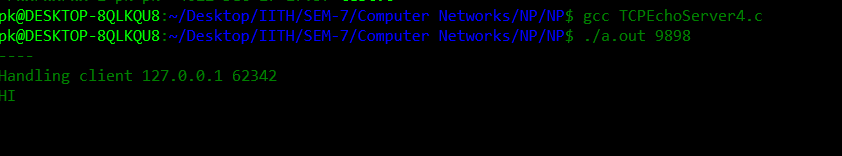 pk@DESKTOP-8QLKQU8:~/Desktop/IITH/SEM-7/Computer Networks/NP/NP$ gcc TCPEchoServer4.c
pk@DESKTOP-8QLKQU8:~/Desktop/IITH/SEM-7/Computer Networks/NP/NP$ ./a.out 9898
----
Handling client 127.0.0.1 62342
HI